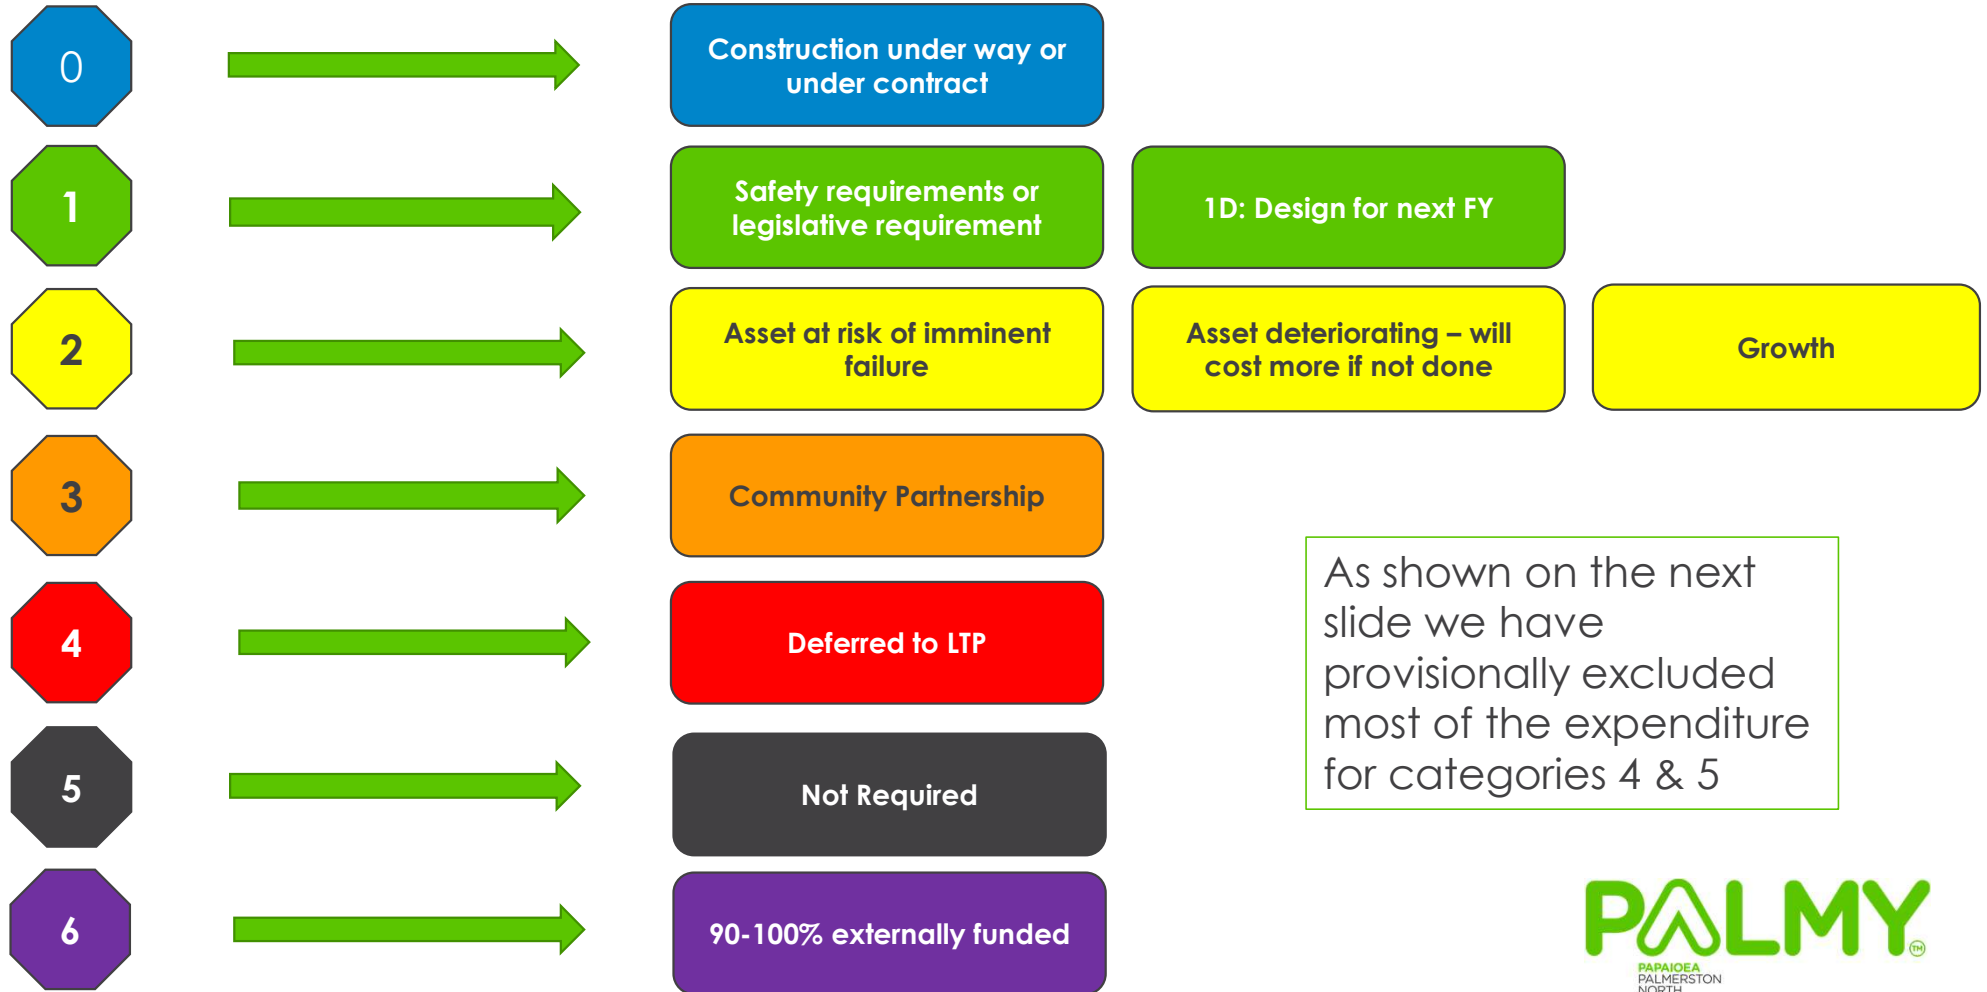 0
Construction under way or
under contract
1
Safety requirements or
legislative requirement
1D: Design for next FY
2
Asset at risk of imminent
failure
Asset deteriorating – will
cost more if not done
Growth
3
Community Partnership
4
Deferred to LTP
As shown on the next
slide we have
provisionally excluded
most of the expenditure
for categories 4 & 5
5
Not Required
6
90-100% externally funded
PALMY™
PAPAIOEA
PALMERSTON
NORTH